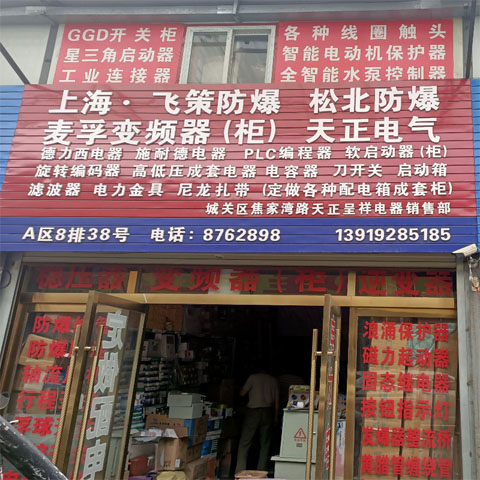 GGD开关柜
星三角启动器
工业连接器
各种线圈触头
智能电动机保护器
全智能水泵控制器
上海·飞策防爆 松北防爆
麦孚变频器(柜) 天正电气
德力西电器 施耐德电器 PLC编程器 软启动器(柜)
旋转编码器 高低压成套电器 电容器 刀开关 启动箱
滤波器 电力金具 尼龙扎带 (定做各种配电箱成套柜)
城关区焦家湾路天正呈祥电器销售部
A区8排38号 电话:8762898 13919285185
稳压器 变频器(柜)逆变器
防爆
防爆
轴流
行程
浮球
浪涌保护器
磁力起动器
固态继电器
按钮指示灯